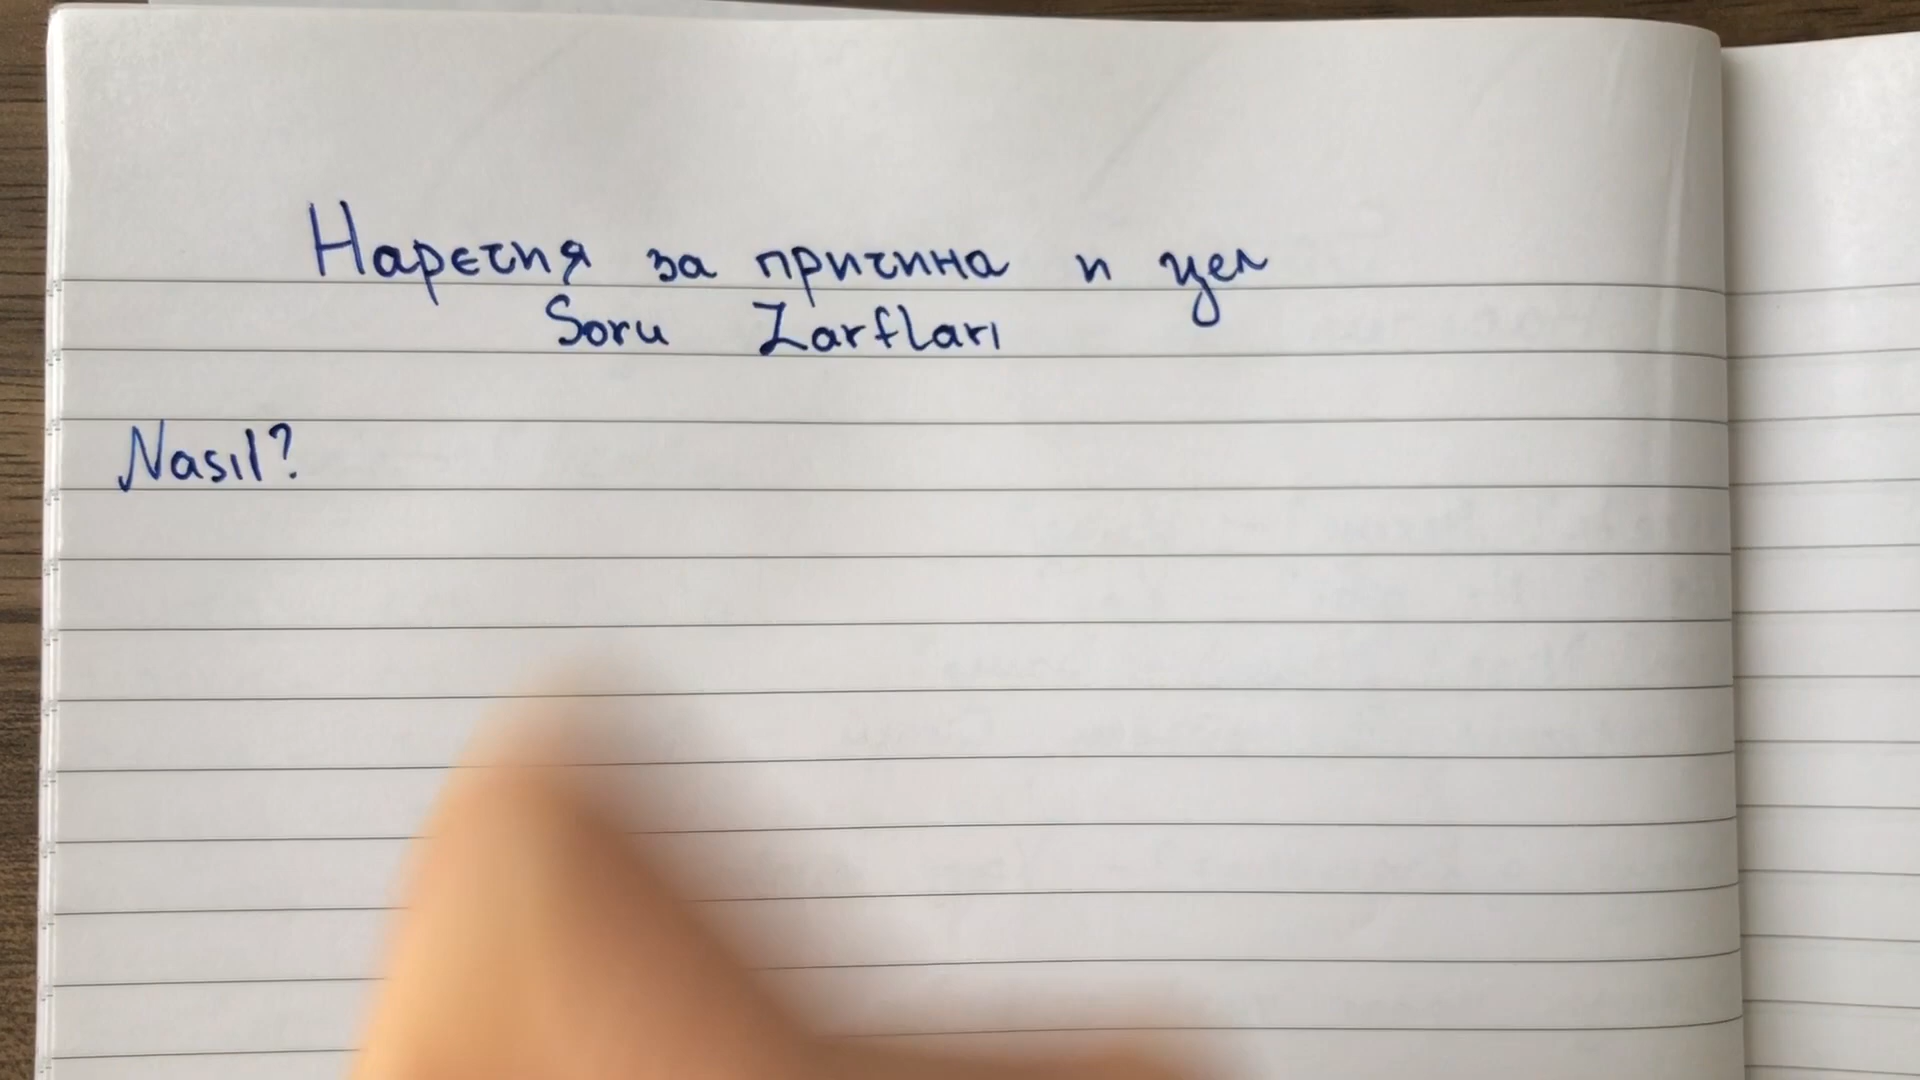 Наречия за причина и цел
Soru Zarfları
Nasıl?